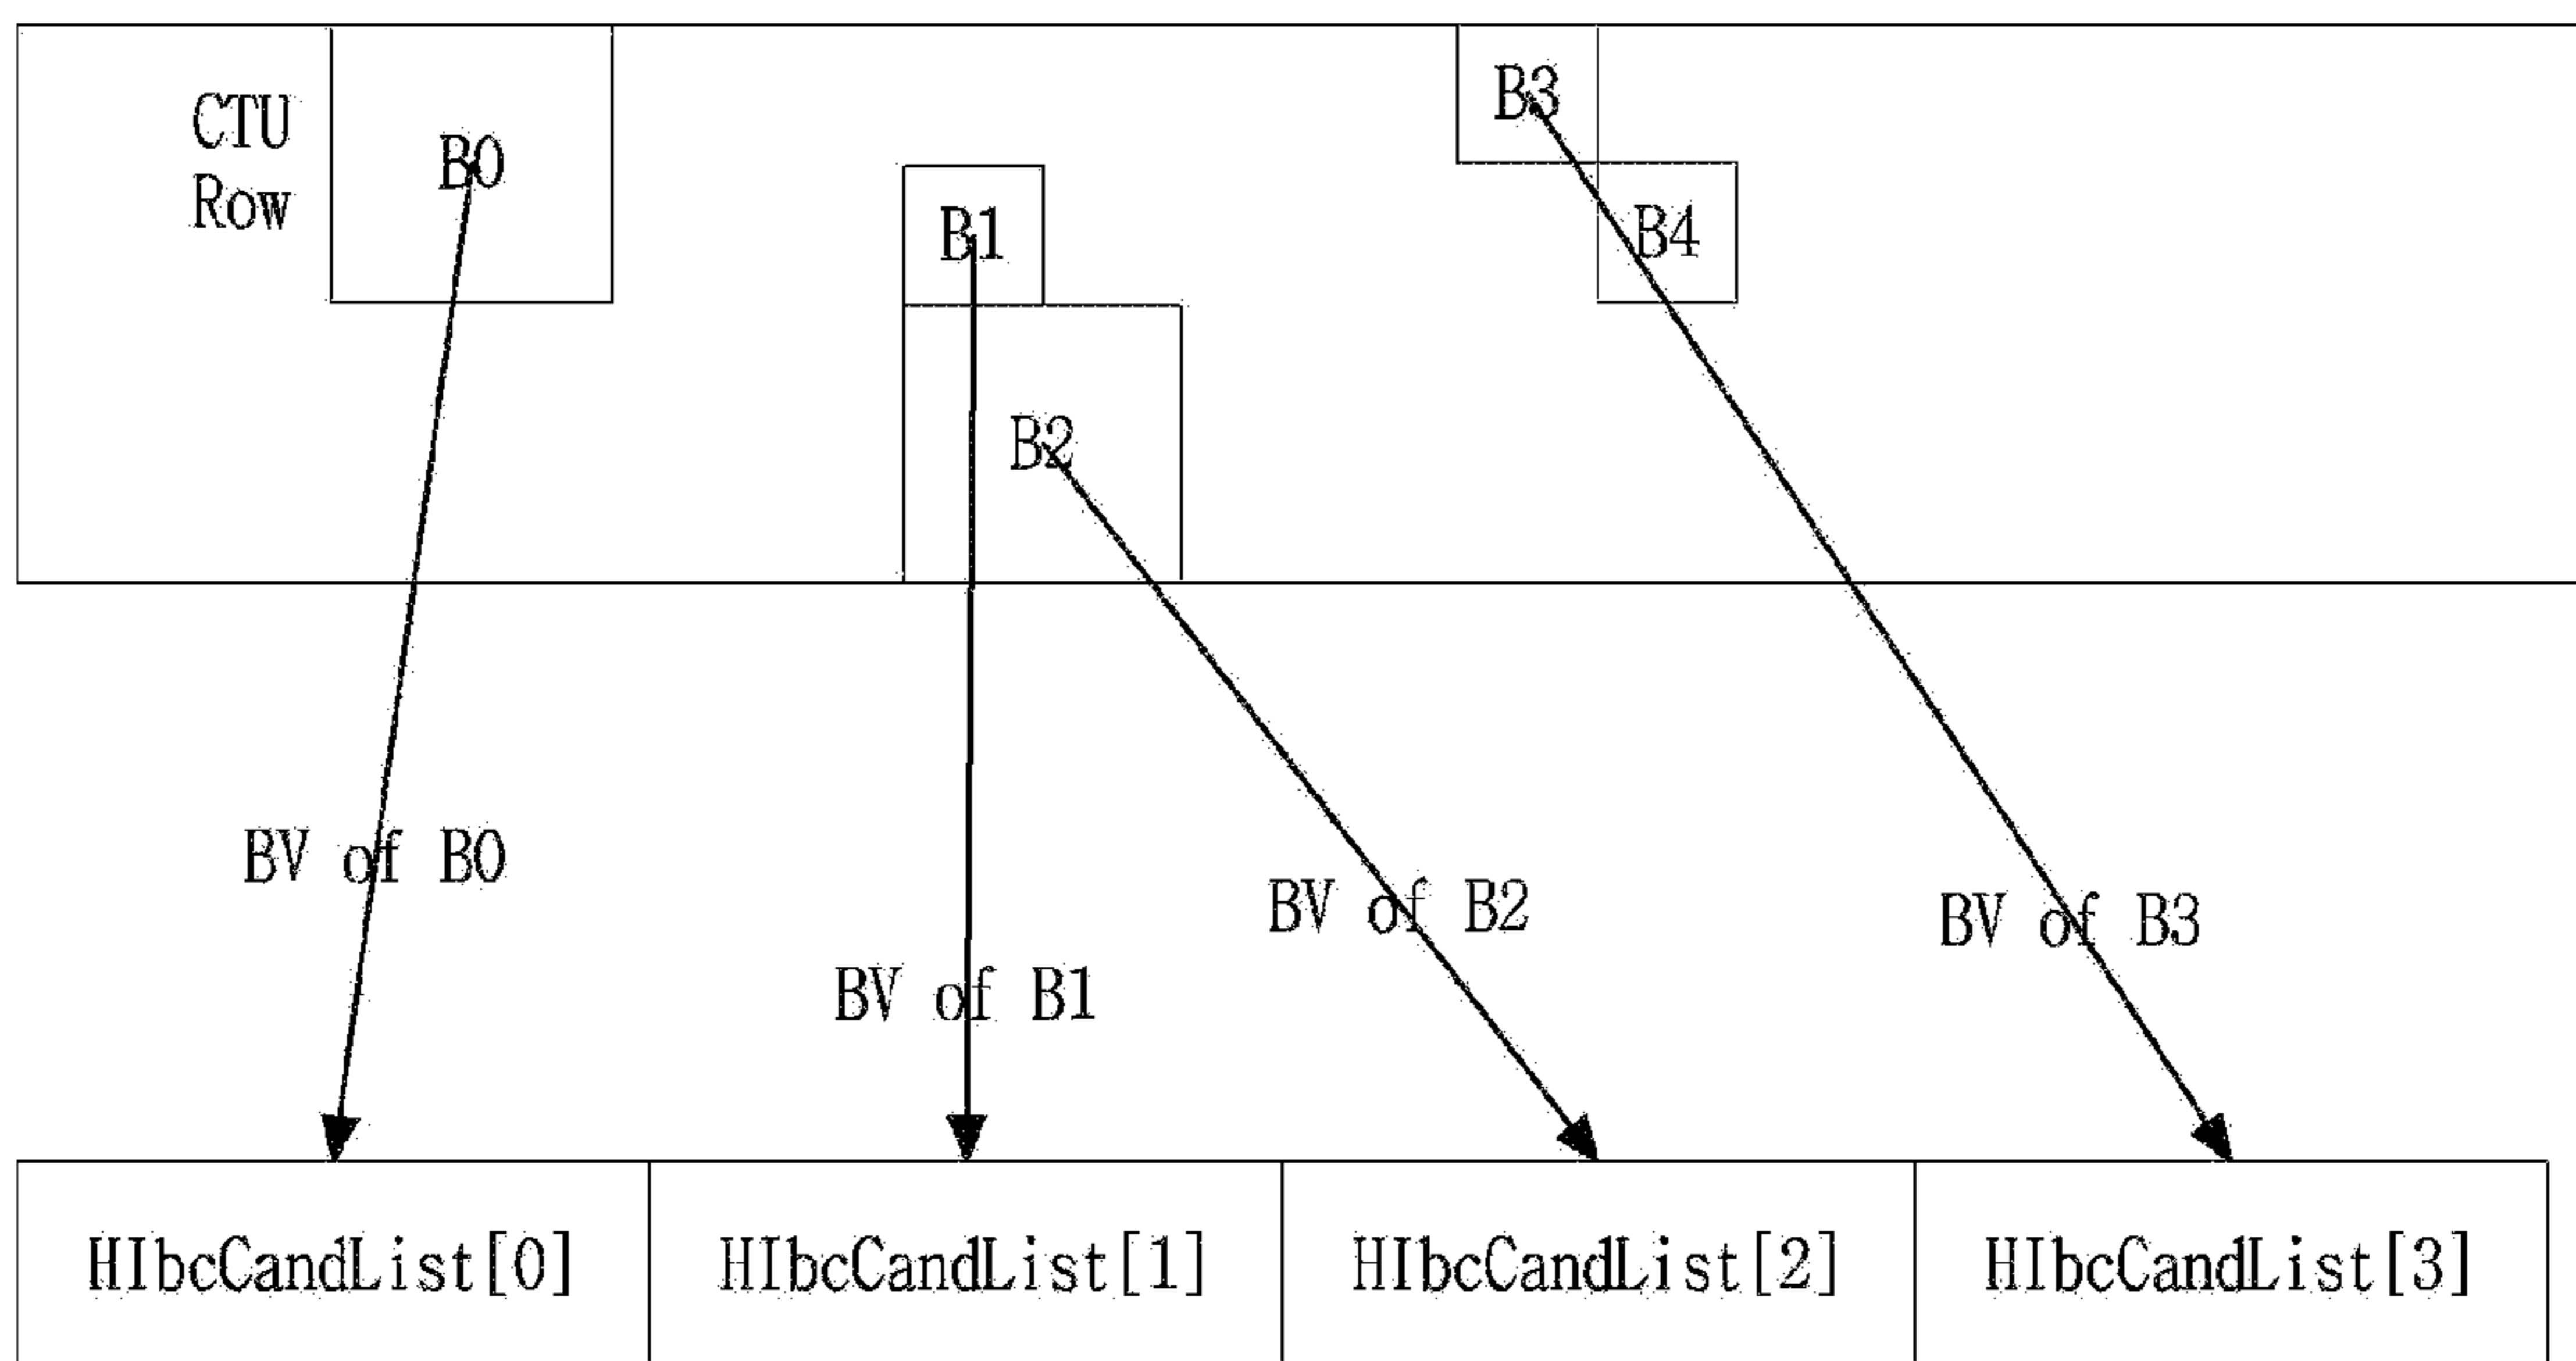 CTU
Row
B0
B1
B2
B3
B4
BV of B0
BV of B1
BV of B2
BV of B3
HIbcCandList[0]
HIbcCandList[1]
HIbcCandList[2]
HIbcCandList[3]